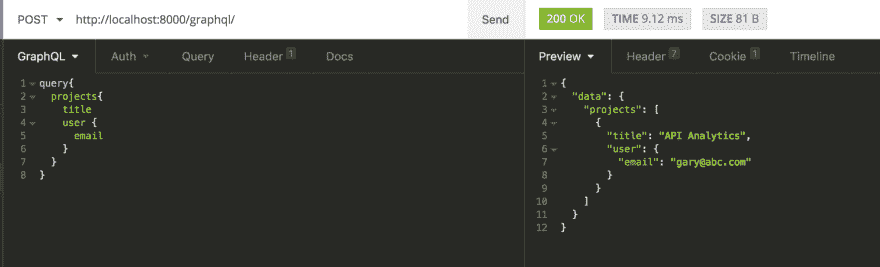 POST http://localhost:8000/graphql/ Send 200 OK TIME 9.12 ms SIZE 81 B
GraphQL Auth Query Header 1 Docs Preview Header 7 Cookie 1 Timeline
1 query{
2 projects{
3 title
4 user {
5 email
6 }
7 }
8 }
1 {
2 "data": {
3 "projects": [
4 {
5 "title": "API Analytics",
6 "user": {
7 "email": "gary@abc.com"
8 }
9 }
10 ]
11 }
12 }